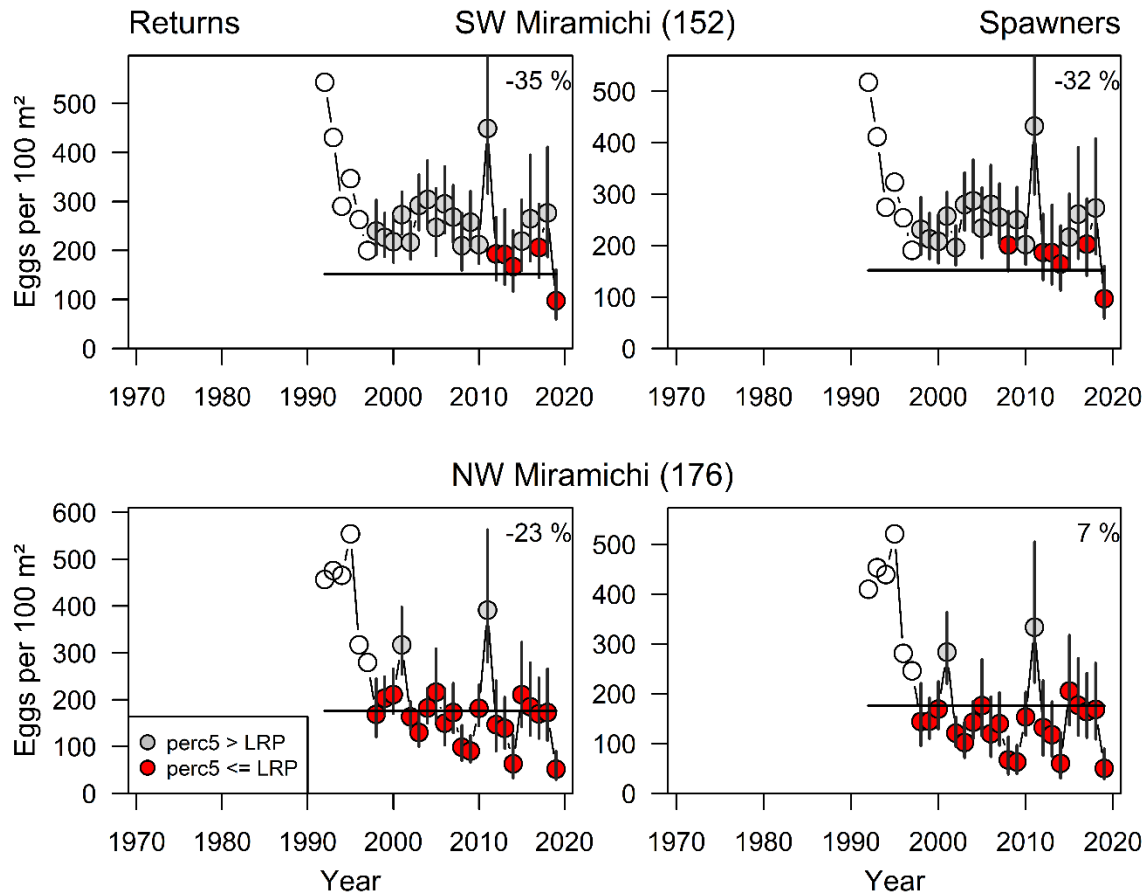 Returns SW Miramichi (152) Spawners
-35 % -32 %
Eggs per 100 m²
500 500
400 400
300 300
200 200
100 100
0 0
1970 1980 1990 2000 2010 2020 1970 1980 1990 2000 2010 2020
NW Miramichi (176)
-23 % 7 %
Eggs per 100 m²
600
500 500
400 400
300 300
200 200
100 100
0 0
perc5 > LRP
perc5 <= LRP
1970 1980 1990 2000 2010 2020 1970 1980 1990 2000 2010 2020
Year Year